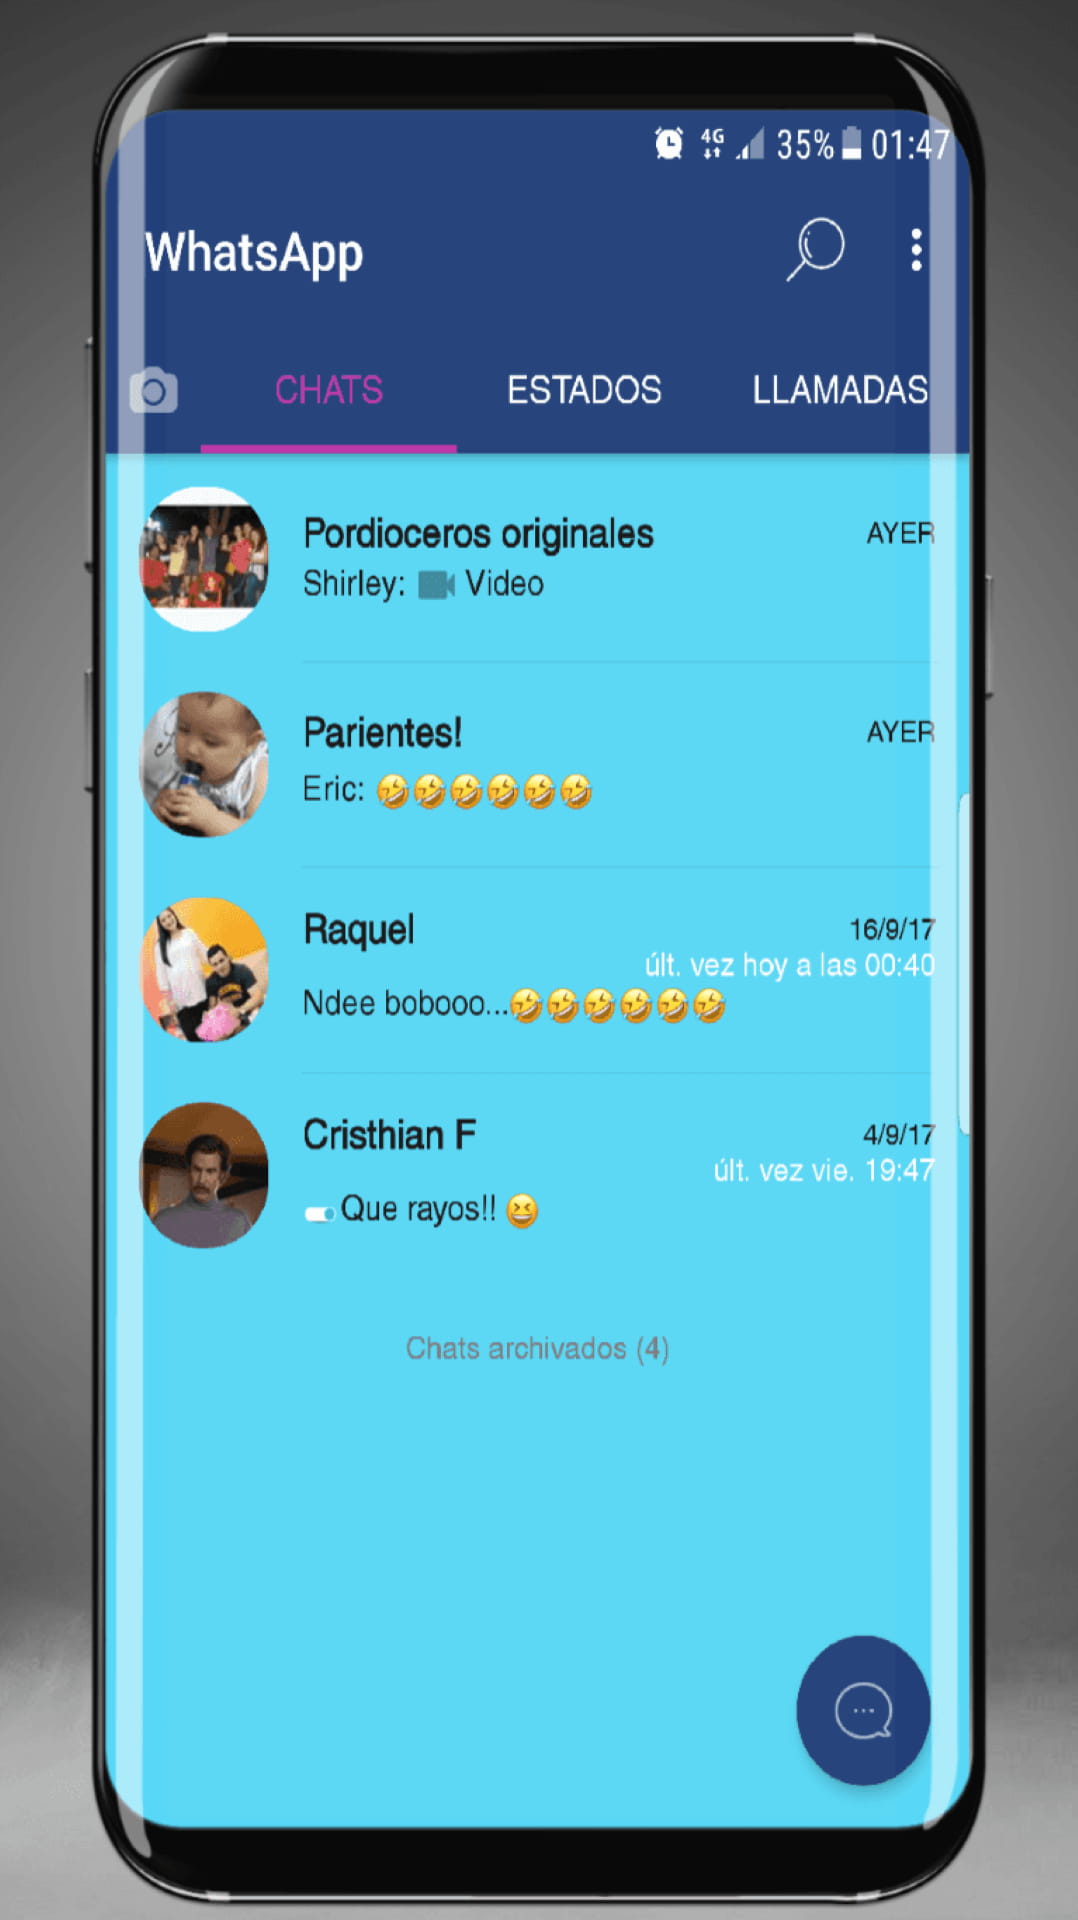 4G 35% 01:47
WhatsApp
CHATS ESTADOS LLAMADAS
Pordioceros originales AYER
Shirley: Video
Parientes! AYER
Eric: 🤣🤣🤣🤣🤣🤣
Raquel 16/9/17
últ. vez hoy a las 00:40
Ndee bobooo...🤣🤣🤣🤣🤣🤣
Cristhian F 4/9/17
últ. vez vie. 19:47
Que rayos!! 😆
Chats archivados (4)